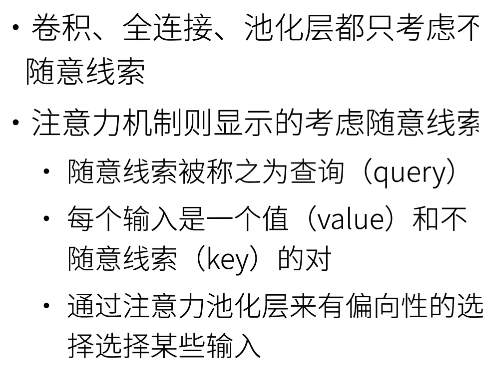 • 卷积、全连接、池化层都只考虑不
随意线索
• 注意力机制则显示的考虑随意线索
• 随意线索被称之为查询（query）
• 每个输入是一个值（value）和不
随意线索（key）的对
• 通过注意力池化层来有偏向性的选
择选择某些输入